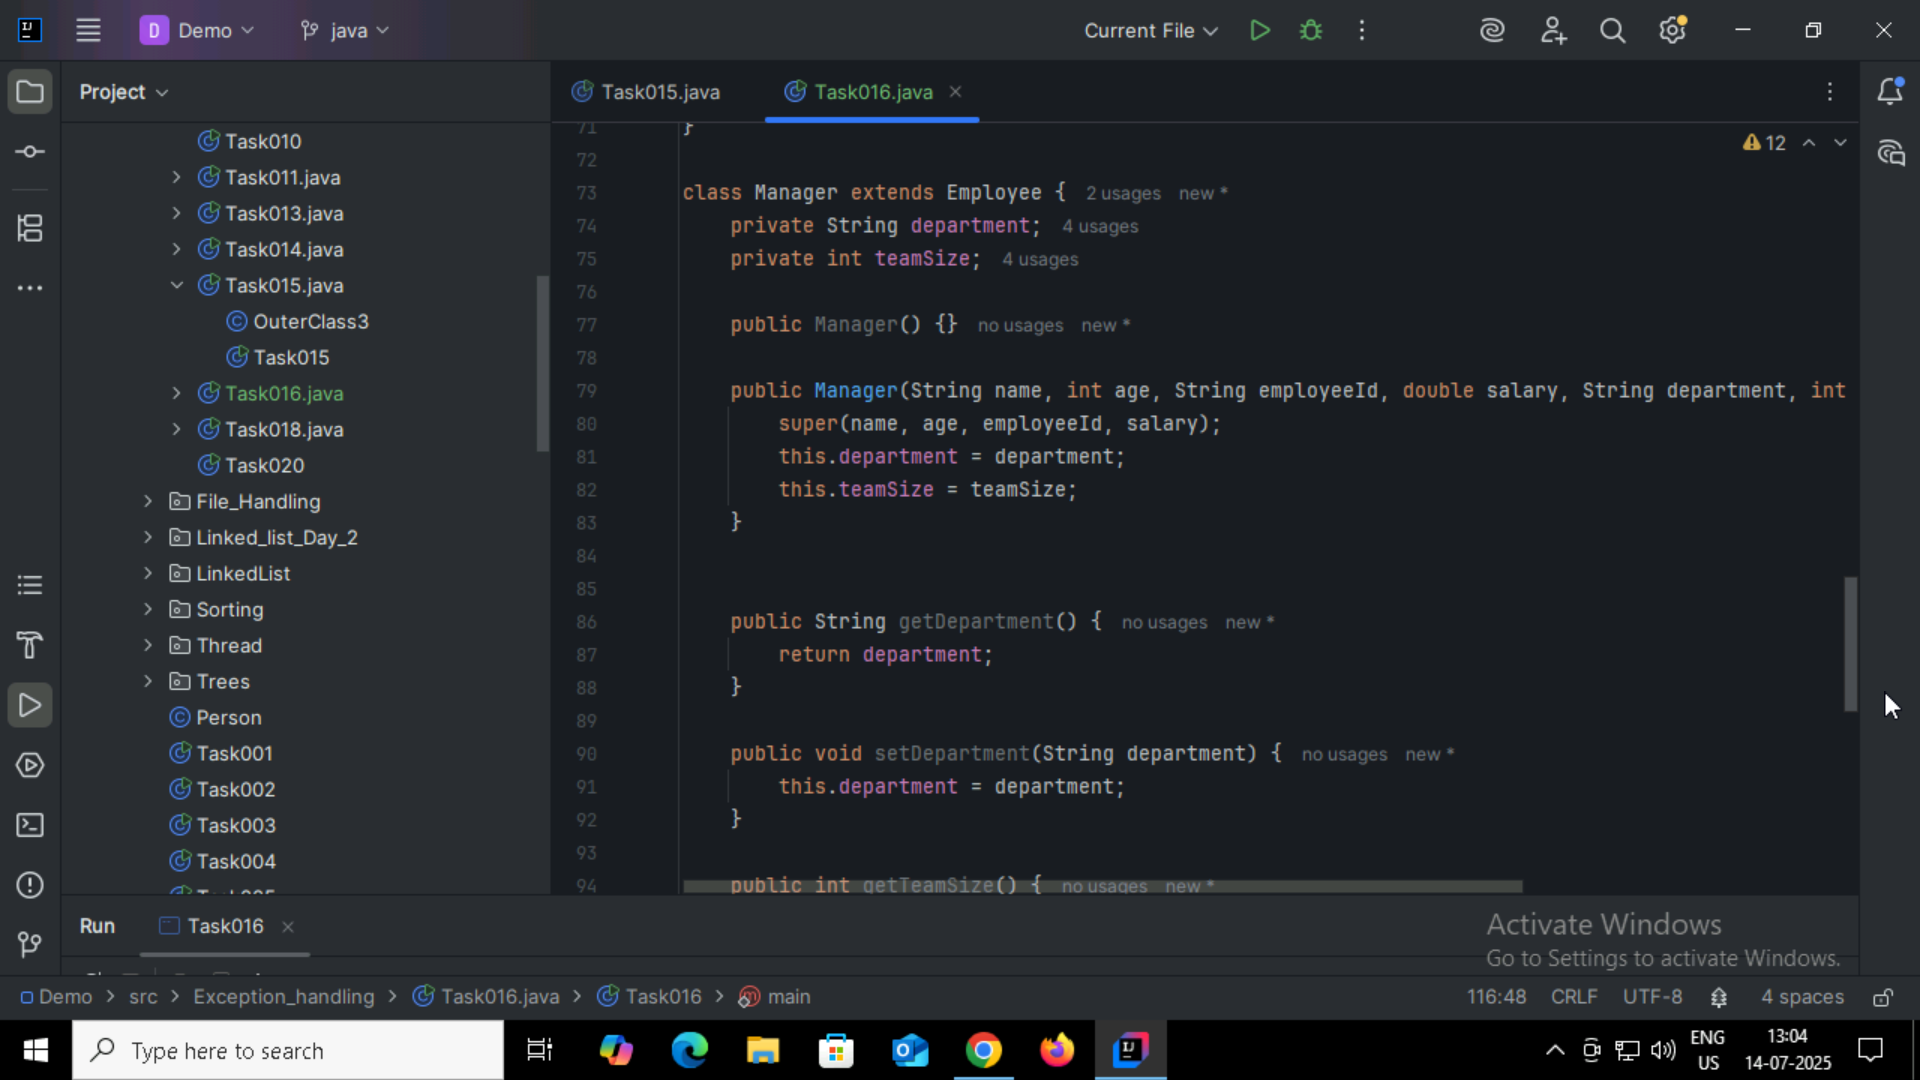 Demo
java
Current File
Project
Task010
Task011.java
Task013.java
Task014.java
Task015.java
OuterClass3
Task015
Task016.java
Task018.java
Task020
File_Handling
Linked_list_Day_2
LinkedList
Sorting
Thread
Trees
Person
Task001
Task002
Task003
Task004
Task015.java
Task016.java
12
71 }
72
73 class Manager extends Employee { 2 usages new *
74 private String department; 4 usages
75 private int teamSize; 4 usages
76
77 public Manager() {} no usages new *
78
79 public Manager(String name, int age, String employeeId, double salary, String department, int
80 super(name, age, employeeId, salary);
81 this.department = department;
82 this.teamSize = teamSize;
83 }
84
85
86 public String getDepartment() { no usages new *
87 return department;
88 }
89
90 public void setDepartment(String department) { no usages new *
91 this.department = department;
92 }
93
94 public int getTeamSize() { no usages new *
Run
Task016
Activate Windows
Go to Settings to activate Windows.
Demo > src > Exception_handling > Task016.java > Task016 > main
116:48 CRLF UTF-8 4 spaces
Type here to search
ENG
US
13:04
14-07-2025